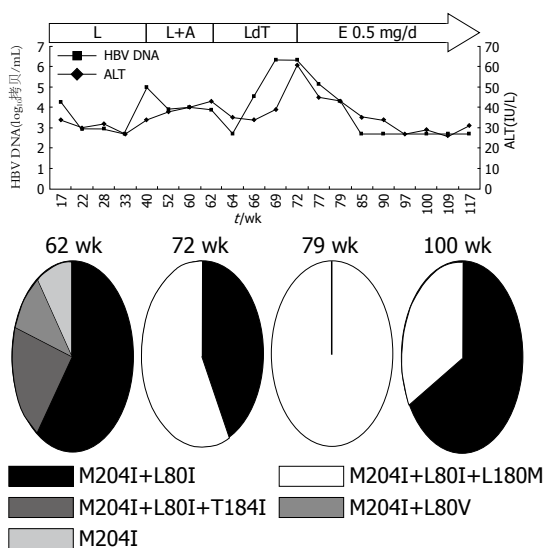 L L+A LdT E 0.5 mg/d
HBV DNA(log10拷贝/mL)
7
6
5
4
3
2
1
0
HBV DNA
ALT
70
60
50
40
30
20
10
0
ALT(IU/L)
17 22 28 33 40 52 60 62 64 66 69 72 77 79 85 90 97 100 109 117
t/wk
62 wk 72 wk 79 wk 100 wk
M204I+L80I M204I+L80I+L180M
M204I+L80I+T184I M204I+L80V
M204I